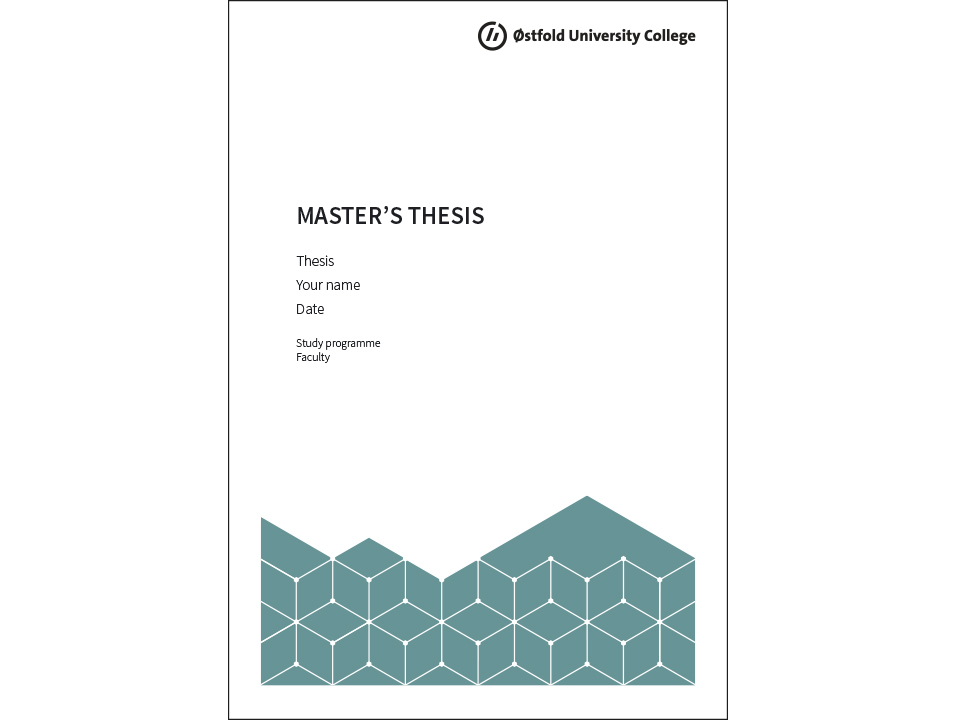 Østfold University College
MASTER’S THESIS
Thesis
Your name
Date
Study programme
Faculty